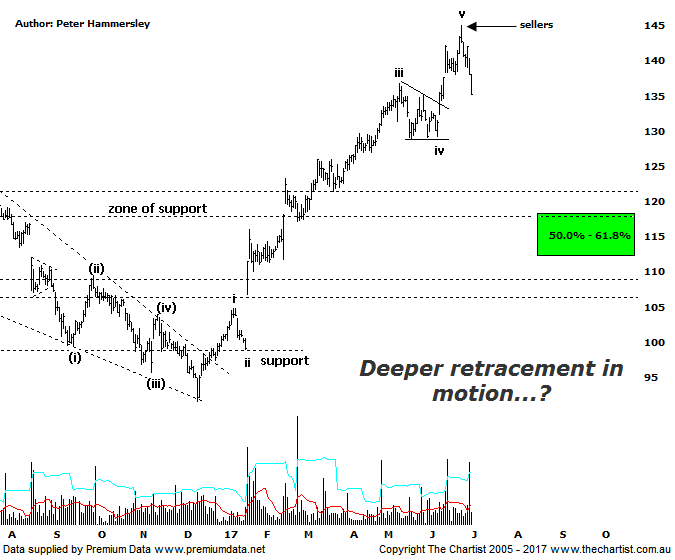 Author: Peter Hammersley
v
sellers
145
140
iii
135
130
iv
zone of support
120
50.0% - 61.8%
115
(ii)
110
(iv)
i
105
(i)
ii
support
100
(iii)
95
Deeper retracement in
motion...?
A S O N D 17 F M A M J J A S O
Data supplied by Premium Data www.premiumdata.net
Copyright The Chartist 2005 - 2017 www.thechartist.com.au